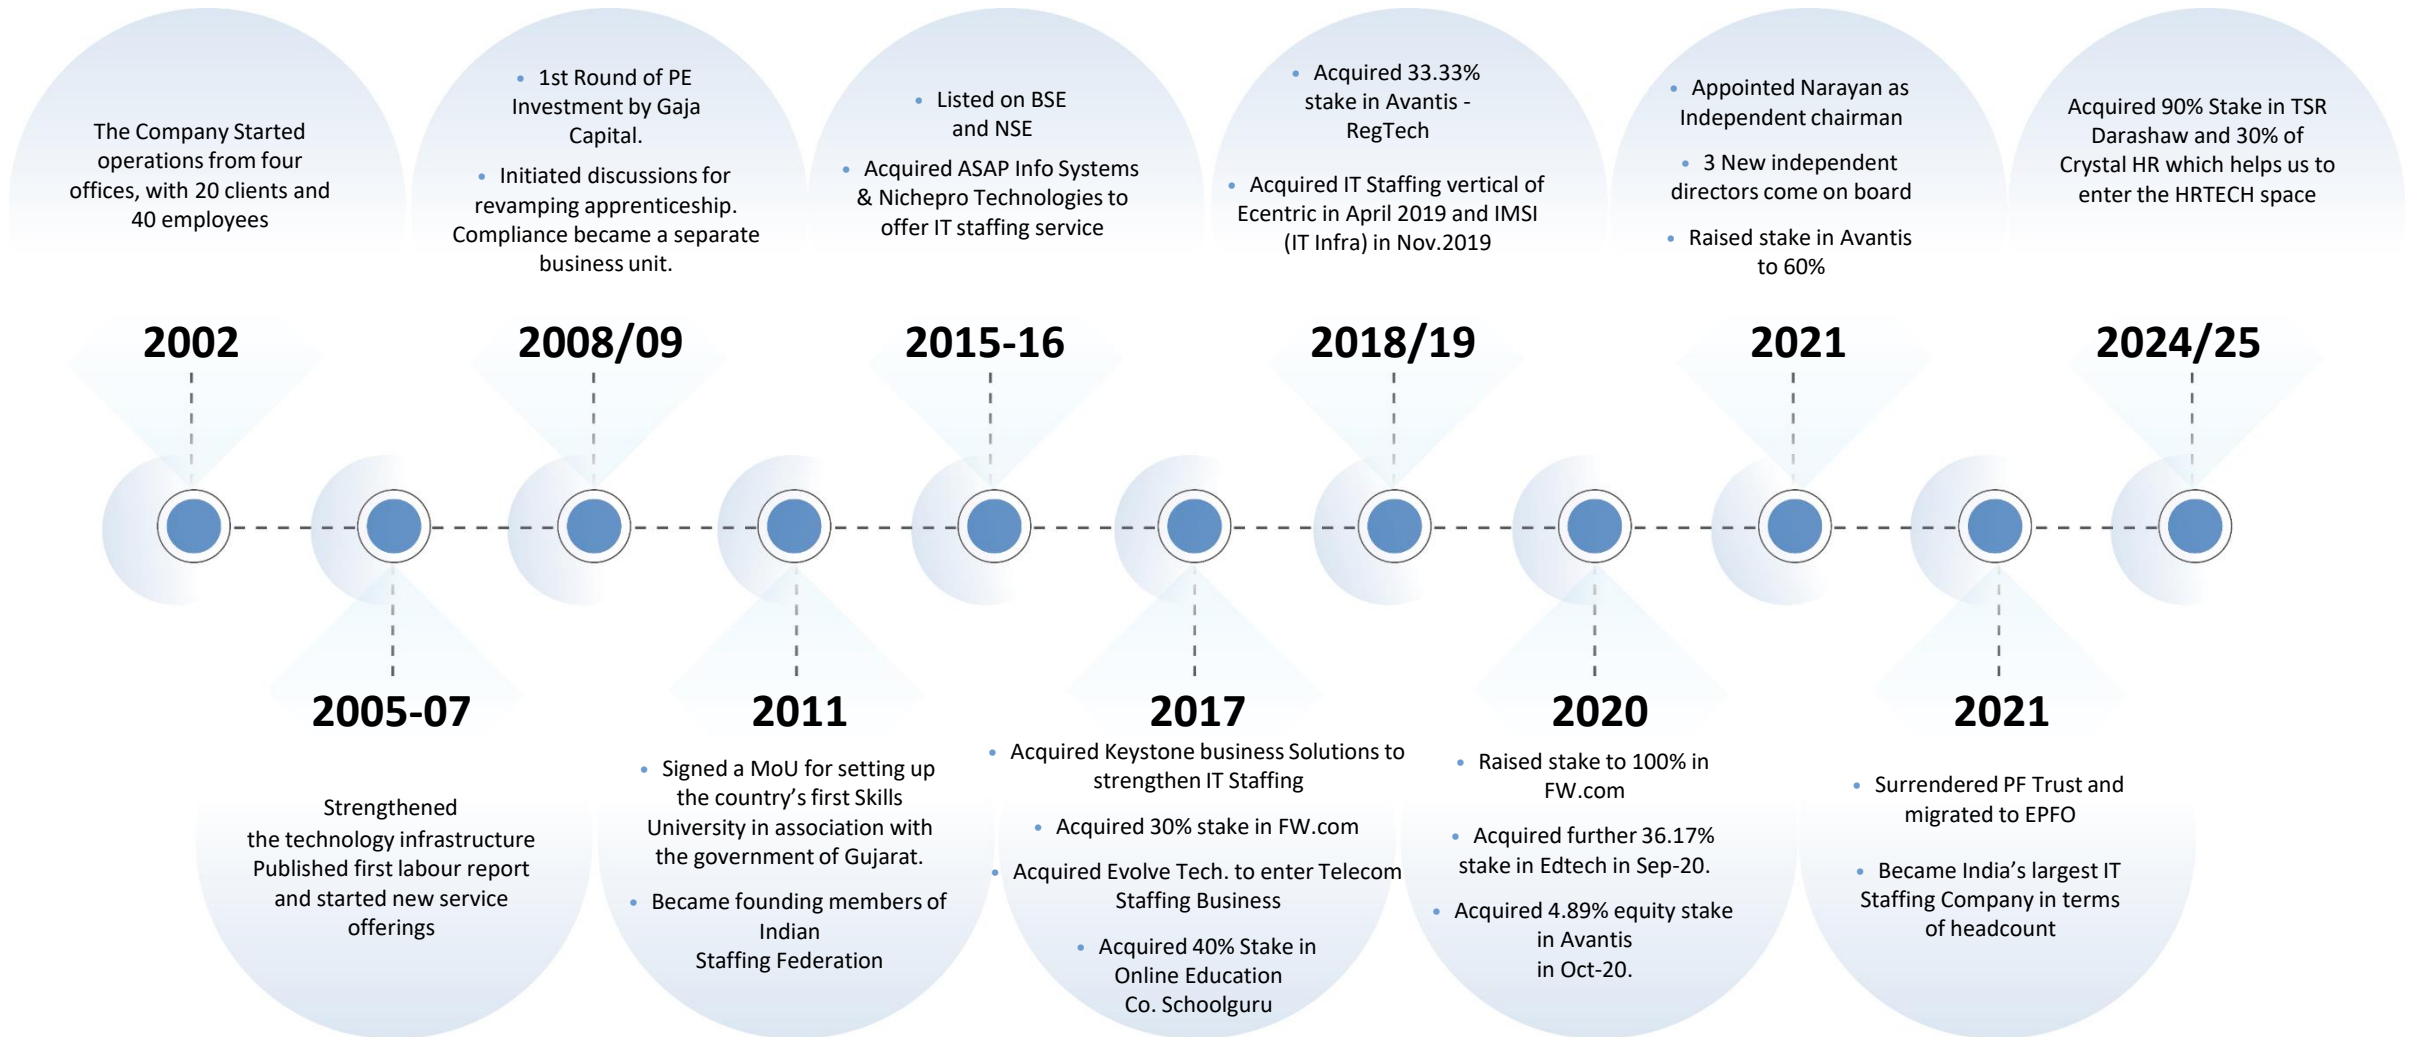 The Company Started
operations from four
offices, with 20 clients and
40 employees
2002
• 1st Round of PE
Investment by Gaja
Capital.
• Initiated discussions for
revamping apprenticeship.
Compliance became a separate
business unit.
2008/09
• Listed on BSE
and NSE
• Acquired ASAP Info Systems
& Nichepro Technologies to
offer IT staffing service
2015-16
• Acquired 33.33%
stake in Avantis -
RegTech
• Acquired IT Staffing vertical of
Ecentric in April 2019 and IMSI
(IT Infra) in Nov.2019
2018/19
• Appointed Narayan as
Independent chairman
• 3 New independent
directors come on board
• Raised stake in Avantis
to 60%
2021
Acquired 90% Stake in TSR
Darashaw and 30% of
Crystal HR which helps us to
enter the HRTECH space
2024/25
2005-07
Strengthened
the technology infrastructure
Published first labour report
and started new service
offerings
2011
• Signed a MoU for setting up
the country’s first Skills
University in association with
the government of Gujarat.
• Became founding members of
Indian
Staffing Federation
2017
• Acquired Keystone business Solutions to
strengthen IT Staffing
• Acquired 30% stake in FW.com
• Acquired Evolve Tech. to enter Telecom
Staffing Business
• Acquired 40% Stake in
Online Education
Co. Schoolguru
2020
• Raised stake to 100% in
FW.com
• Acquired further 36.17%
stake in Edtech in Sep-20.
• Acquired 4.89% equity stake
in Avantis
in Oct-20.
2021
• Surrendered PF Trust and
migrated to EPFO
• Became India’s largest IT
Staffing Company in terms
of headcount